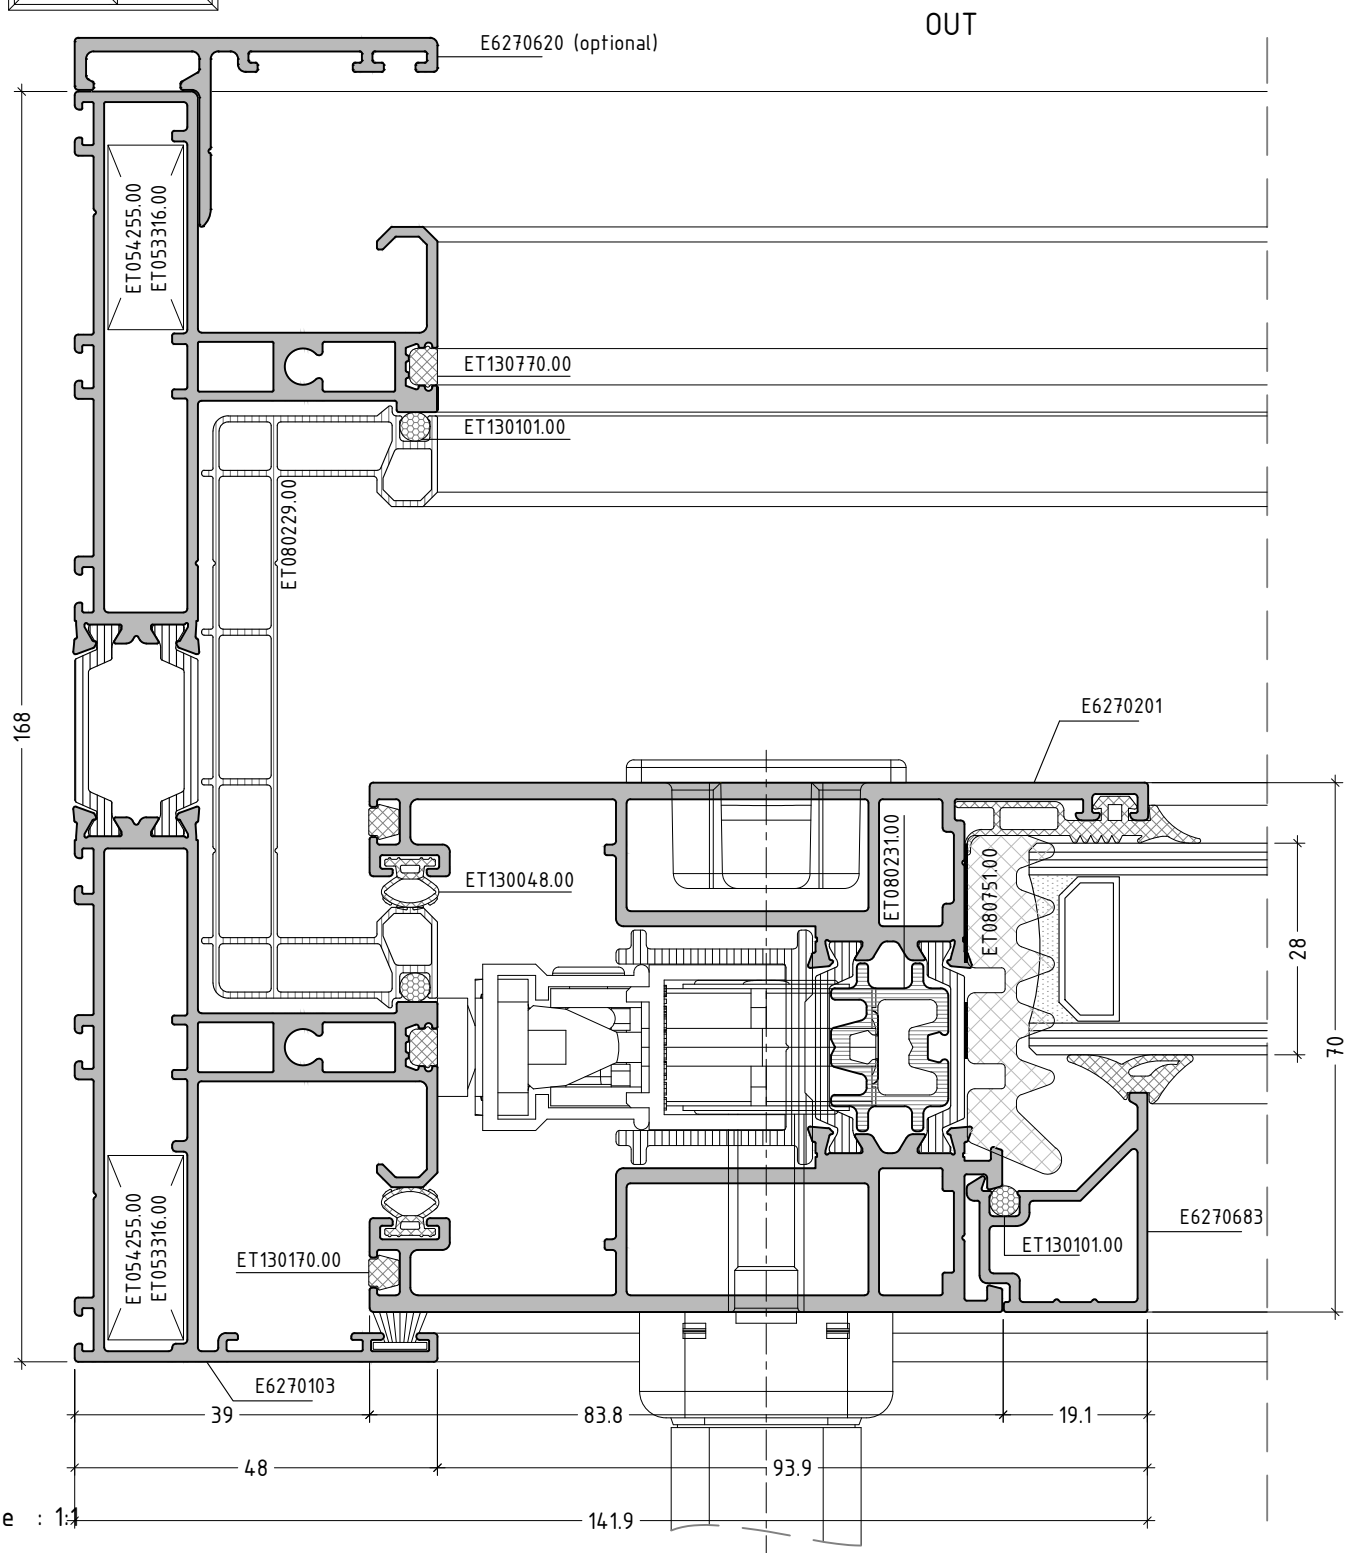 OUT
E6270620 (optional)
ET054255.00
ET053316.00
ET130770.00
ET130101.00
ET080229.00
168
E6270201
ET080231.00
ET080751.00
ET130048.00
28
70
ET054255.00
ET053316.00
ET130170.00
E6270683
ET130101.00
E6270103
39
83.8
19.1
48
93.9
e : 1:1
141.9